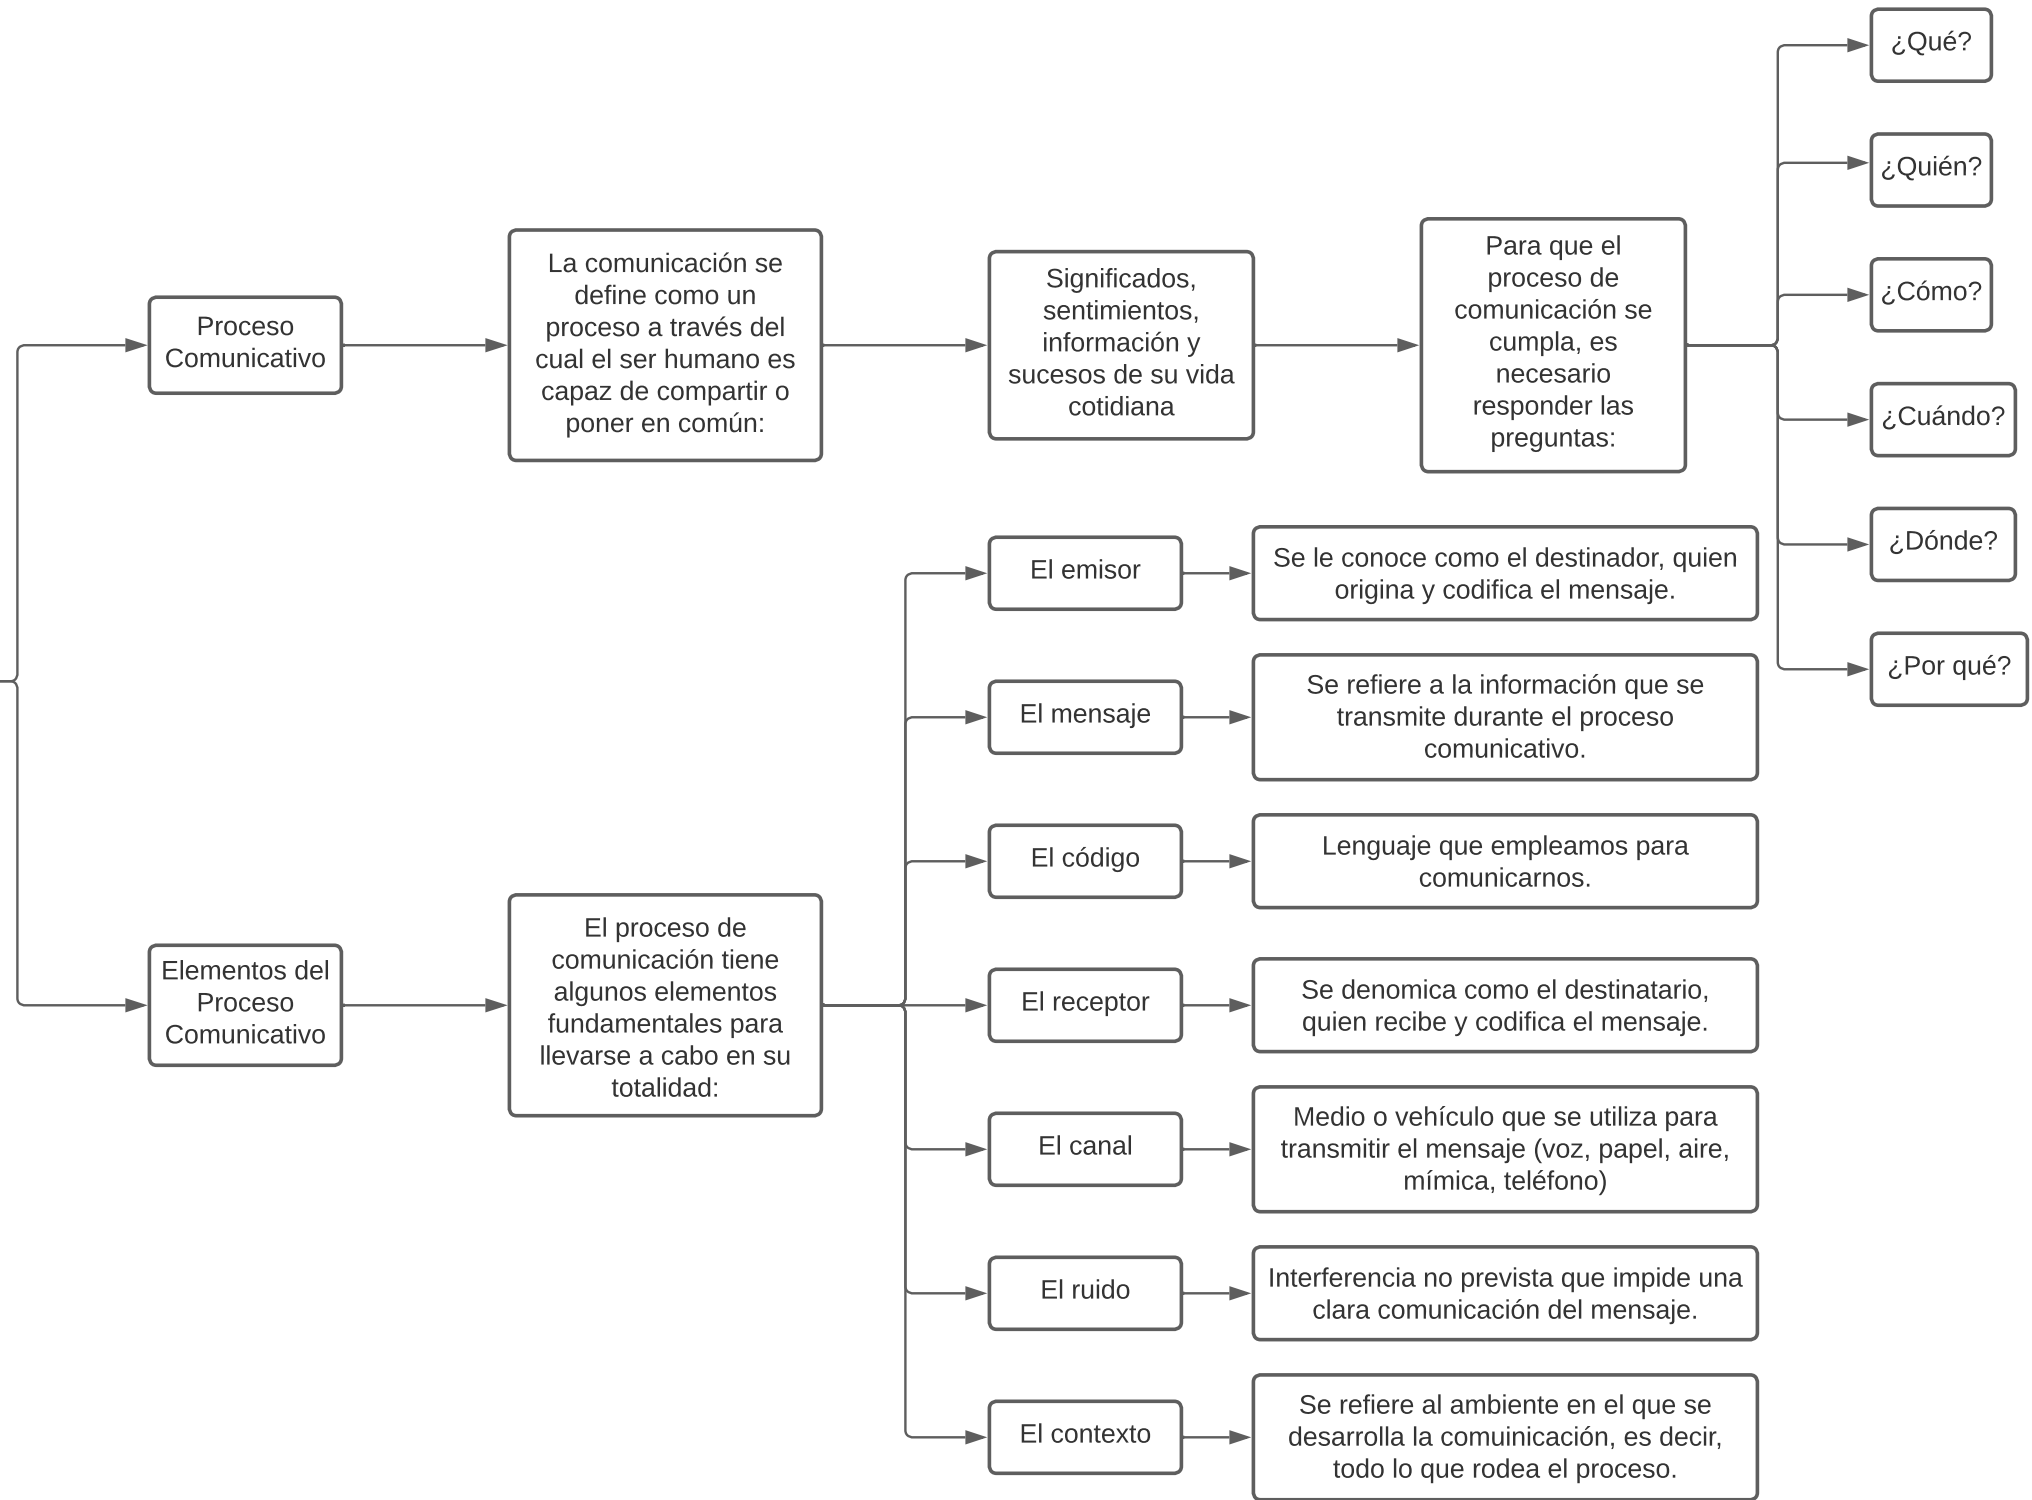 Proceso
Comunicativo
La comunicación se
define como un
proceso a través del
cual el ser humano es
capaz de compartir o
poner en común:
Significados,
sentimientos,
información y
sucesos de su vida
cotidiana
Para que el
proceso de
comunicación se
cumpla, es
necesario
responder las
preguntas:
¿Qué?
¿Quién?
¿Cómo?
¿Cuándo?
¿Dónde?
¿Por qué?
Elementos del
Proceso
Comunicativo
El proceso de
comunicación tiene
algunos elementos
fundamentales para
llevarse a cabo en su
totalidad:
El emisor
Se le conoce como el destinador, quien
origina y codifica el mensaje.
El mensaje
Se refiere a la información que se
transmite durante el proceso
comunicativo.
El código
Lenguaje que empleamos para
comunicarnos.
El receptor
Se denomica como el destinatario,
quien recibe y codifica el mensaje.
El canal
Medio o vehículo que se utiliza para
transmitir el mensaje (voz, papel, aire,
mímica, teléfono)
El ruido
Interferencia no prevista que impide una
clara comunicación del mensaje.
El contexto
Se refiere al ambiente en el que se
desarrolla la comuinicación, es decir,
todo lo que rodea el proceso.